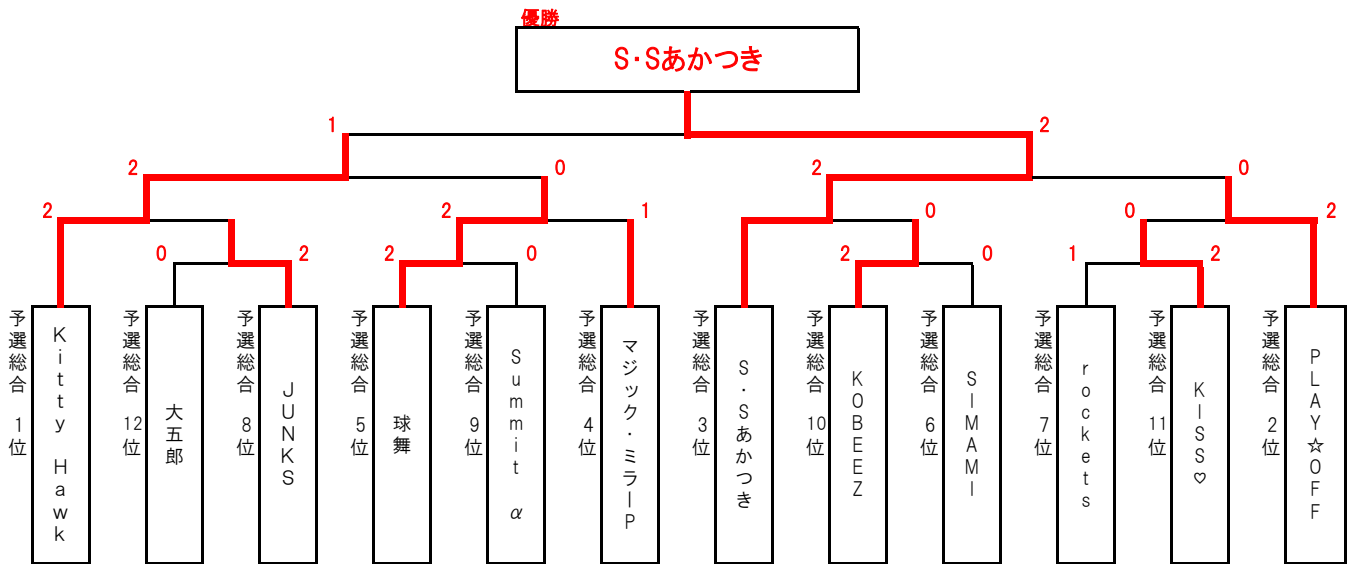 優勝
S・Sあかつき
1
2
2
0
2
0
2
2
1
0
0
2
0
2
2
0
2
0
1
2
予選総合 1位
Kitty Hawk
予選総合 12位
大五郎
予選総合 8位
JUNKS
予選総合 5位
球舞
予選総合 9位
Summit α
予選総合 4位
マジック・ミラーP
予選総合 3位
S・Sあかつき
予選総合 10位
KOBEEZ
予選総合 6位
SIMAMI
予選総合 7位
rockets
予選総合 11位
KISS♡
予選総合 2位
PLAY☆OFF